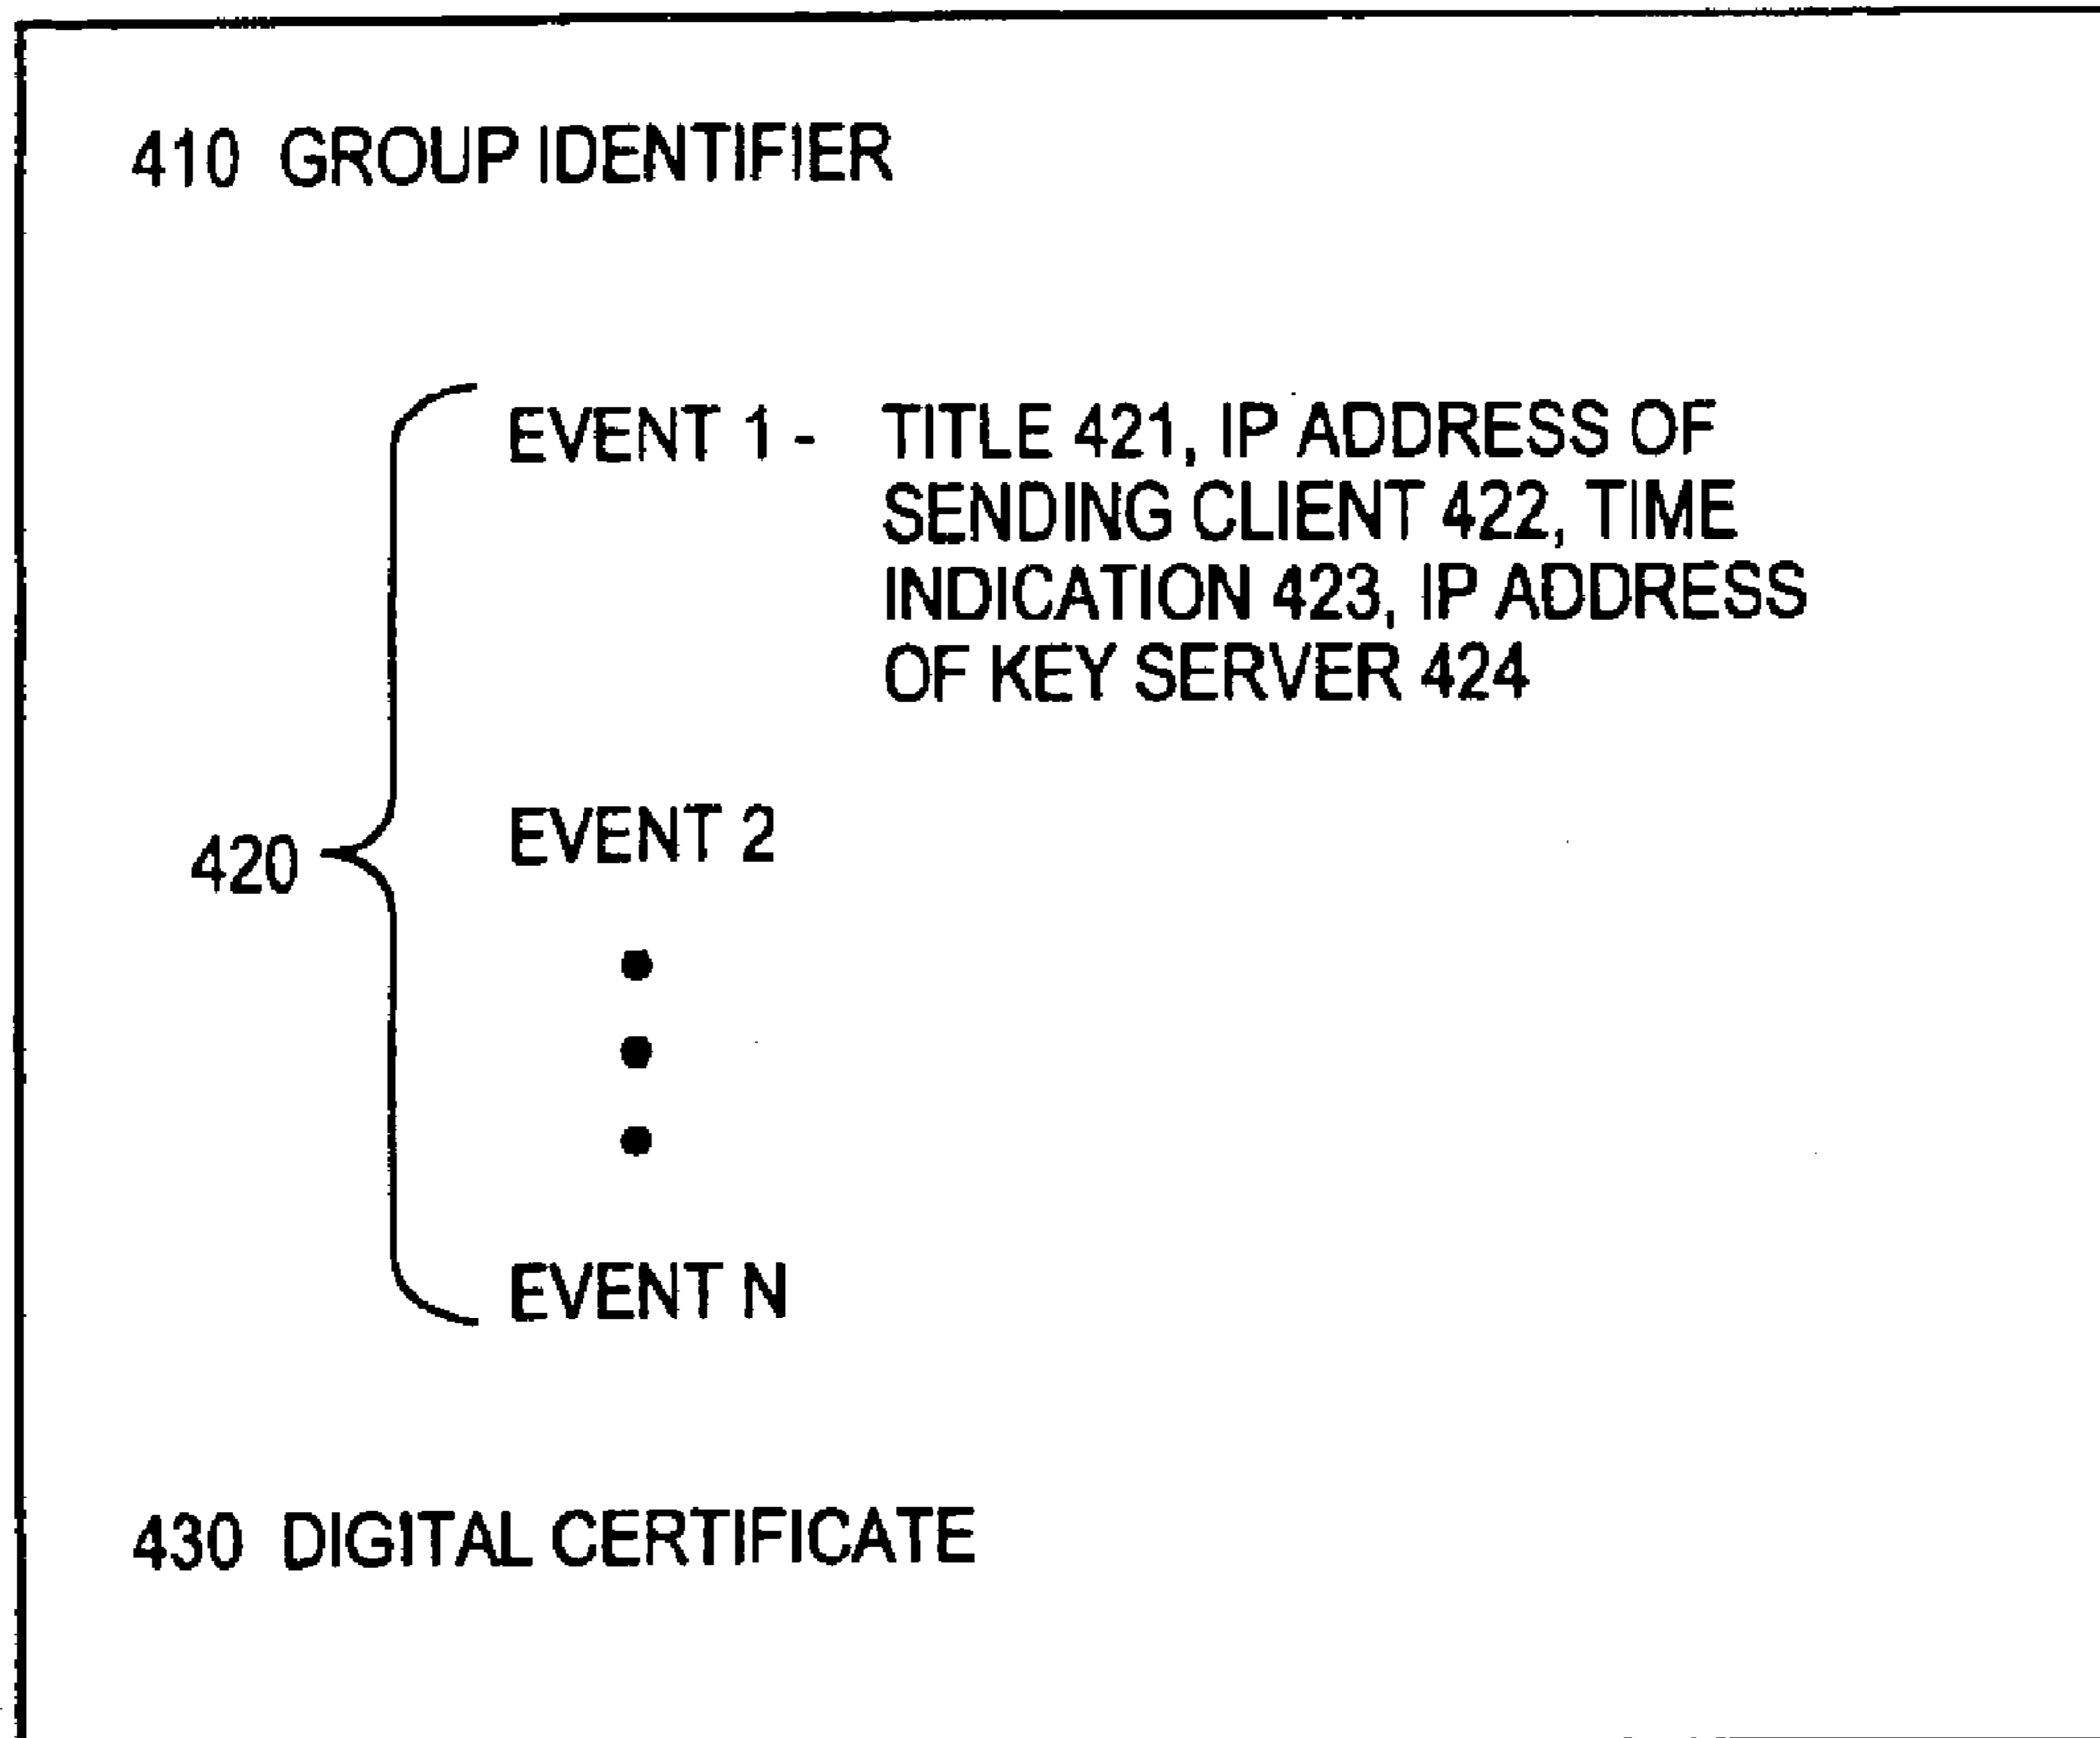 410 GROUP IDENTIFIER
EVENT 1 - TITLE 421, IP ADDRESS OF
SENDING CLIENT 422, TIME
INDICATION 423, IP ADDRESS
OF KEY SERVER 424
420
EVENT 2
EVENT N
430 DIGITAL CERTIFICATE